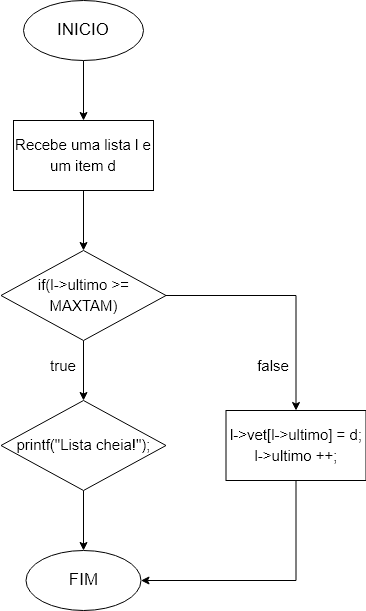 INICIO
Recebe uma lista l e
um item d
if(l->ultimo >=
MAXTAM)
true
false
printf("Lista cheia!");
l->vet[l->ultimo] = d;
l->ultimo ++;
FIM